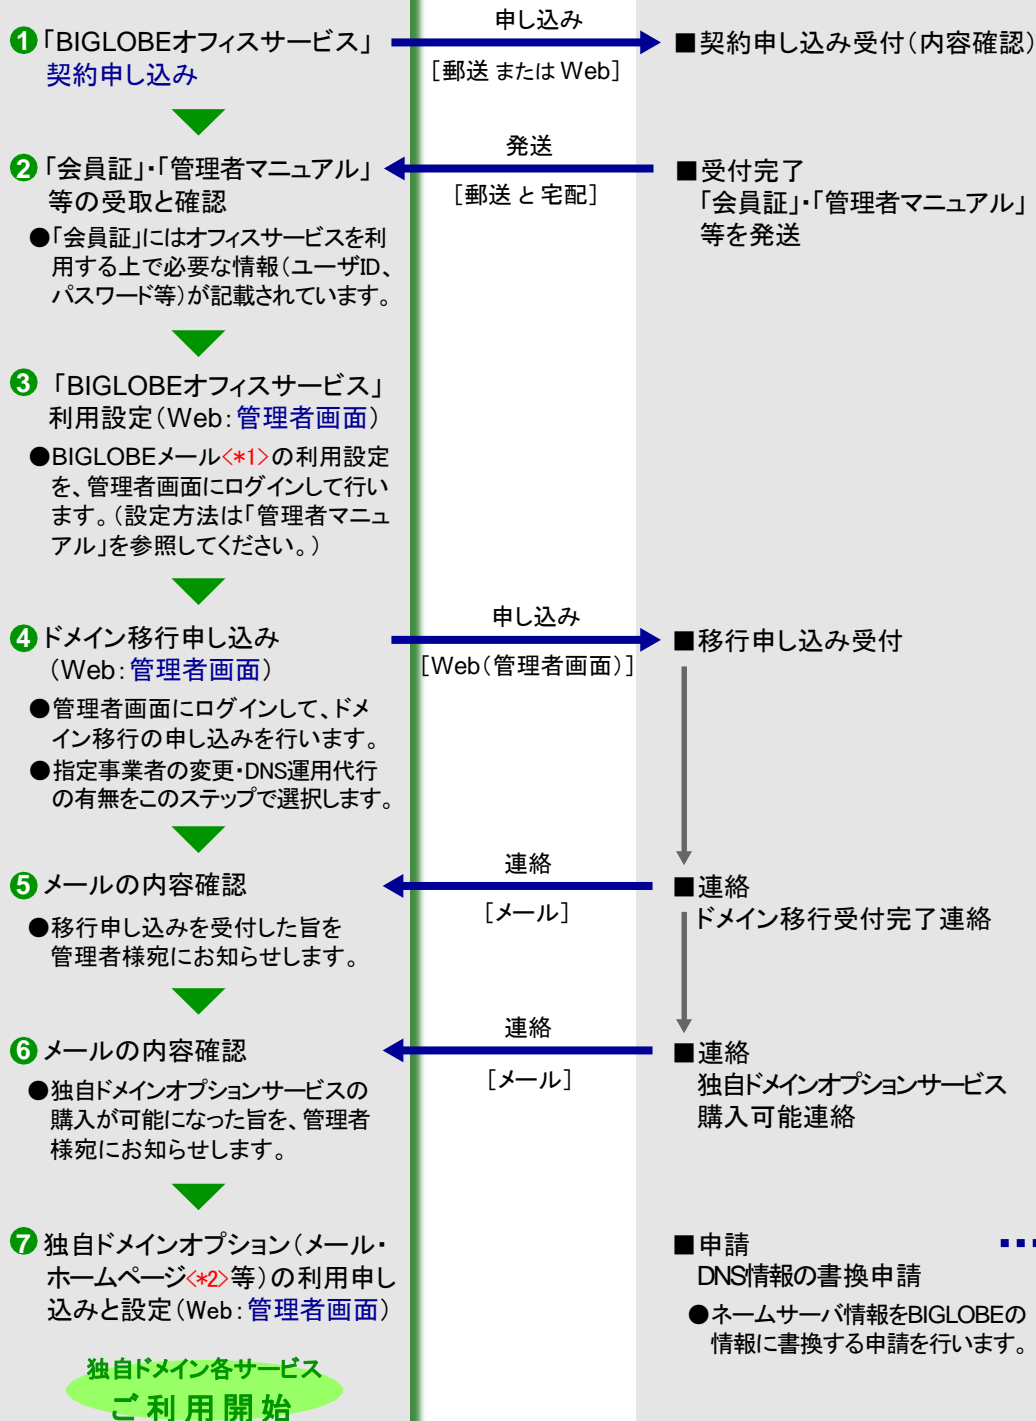 1 「BIGLOBEオフィスサービス」
契約申し込み
申し込み
[郵送 または Web]
■契約申し込み受付(内容確認)
2 「会員証」・「管理者マニュアル」
等の受取と確認
●「会員証」にはオフィスサービスを利
用する上で必要な情報(ユーザID、
パスワード等)が記載されています。
発送
[郵送 と 宅配]
■受付完了
「会員証」・「管理者マニュアル」
等を発送
3 「BIGLOBEオフィスサービス」
利用設定(Web:管理者画面)
●BIGLOBEメール<*1>の利用設定
を、管理者画面にログインして行い
ます。(設定方法は「管理者マニュ
アル」を参照してください。)
4 ドメイン移行申し込み
(Web:管理者画面)
●管理者画面にログインして、ドメ
イン移行の申し込みを行います。
●指定事業者の変更・DNS運用代行
の有無をこのステップで選択します。
申し込み
[Web(管理者画面)]
■移行申し込み受付
5 メールの内容確認
●移行申し込みを受付した旨を
管理者様宛にお知らせします。
連絡
[メール]
■連絡
ドメイン移行受付完了連絡
6 メールの内容確認
●独自ドメインオプションサービスの
購入が可能になった旨を、管理者
様宛にお知らせします。
連絡
[メール]
■連絡
独自ドメインオプションサービス
購入可能連絡
7 独自ドメインオプション(メール・
ホームページ<*2>等)の利用申し
込みと設定(Web:管理者画面)
■申請
DNS情報の書換申請
●ネームサーバ情報をBIGLOBEの
情報に書換する申請を行います。
独自ドメイン各サービス
ご利用開始